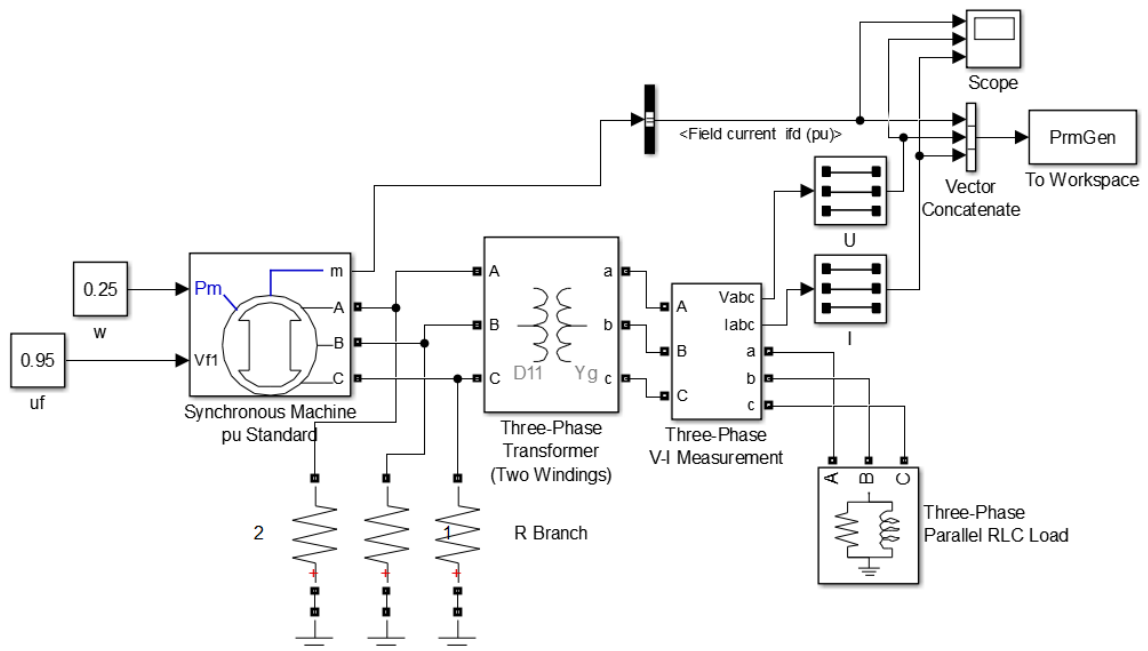 Scope
<Field current ifd (pu)>
PrmGen
To Workspace
Vector
Concatenate
U
I
0.25
w
0.95
uf
Pm
Vf1
m
A
B
C
Synchronous Machine
pu Standard
A
B
C
D11
Yg
a
b
c
Three-Phase
Transformer
(Two Windings)
A
B
C
Vabc
Iabc
a
b
c
Three-Phase
V-I Measurement
A
B
C
Three-Phase
Parallel RLC Load
2
1
R Branch
+
+
+